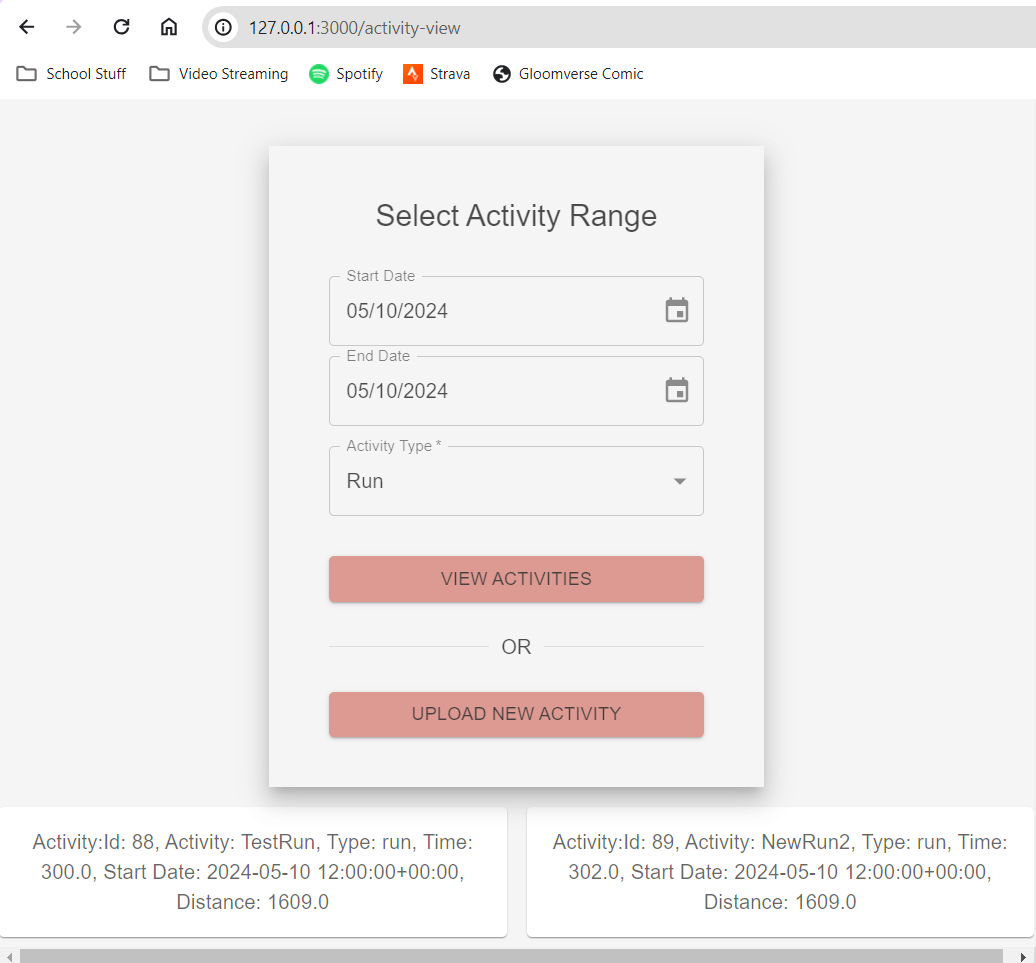 127.0.0.1:3000/activity-view
School Stuff Video Streaming Spotify Strava Gloomverse Comic
Select Activity Range
Start Date
05/10/2024
End Date
05/10/2024
Activity Type *
Run
VIEW ACTIVITIES
OR
UPLOAD NEW ACTIVITY
Activity:Id: 88, Activity: TestRun, Type: run, Time:
300.0, Start Date: 2024-05-10 12:00:00+00:00,
Distance: 1609.0
Activity:Id: 89, Activity: NewRun2, Type: run, Time:
302.0, Start Date: 2024-05-10 12:00:00+00:00,
Distance: 1609.0